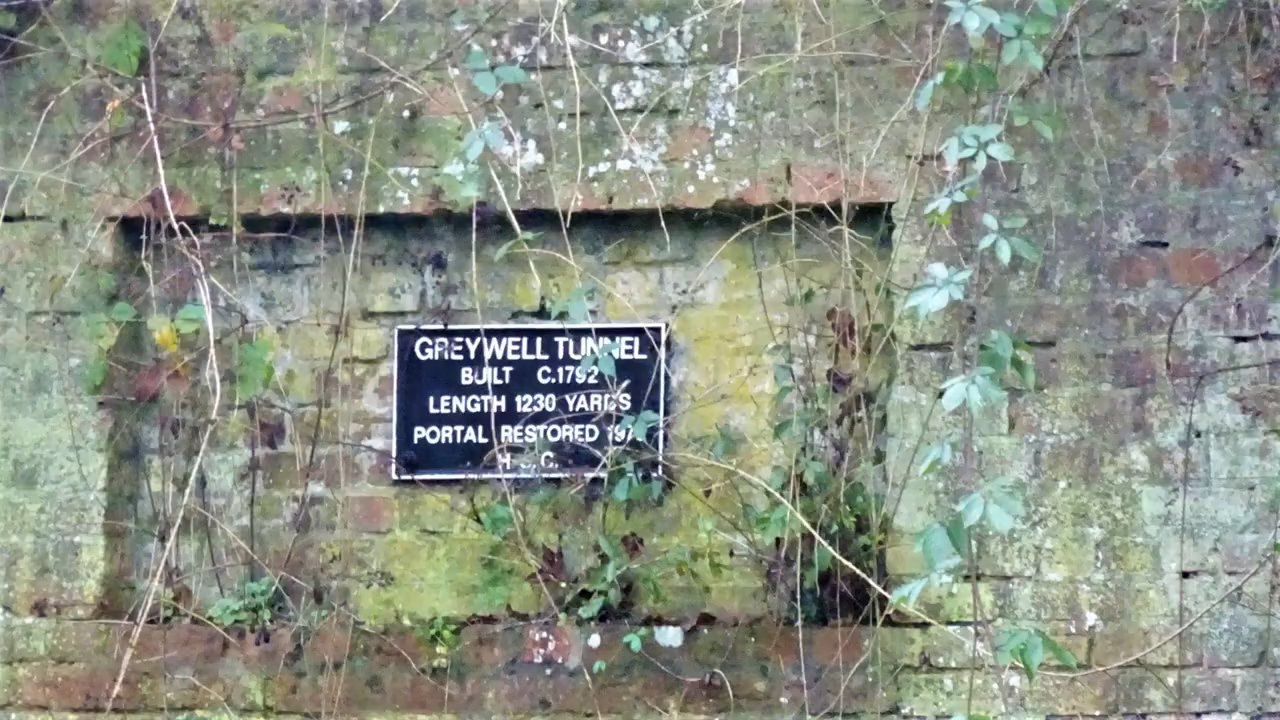 GREYWELL TUNNEL
BUILT C.1792
LENGTH 1230 YARDS
PORTAL RESTORED